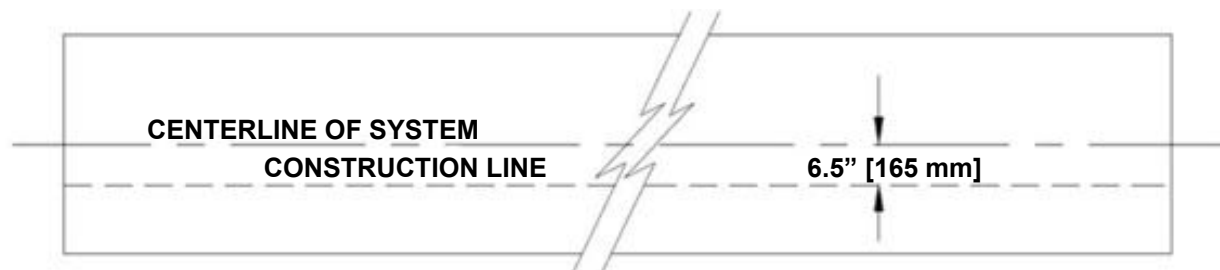 CENTERLINE OF SYSTEM
CONSTRUCTION LINE
6.5” [165 mm]